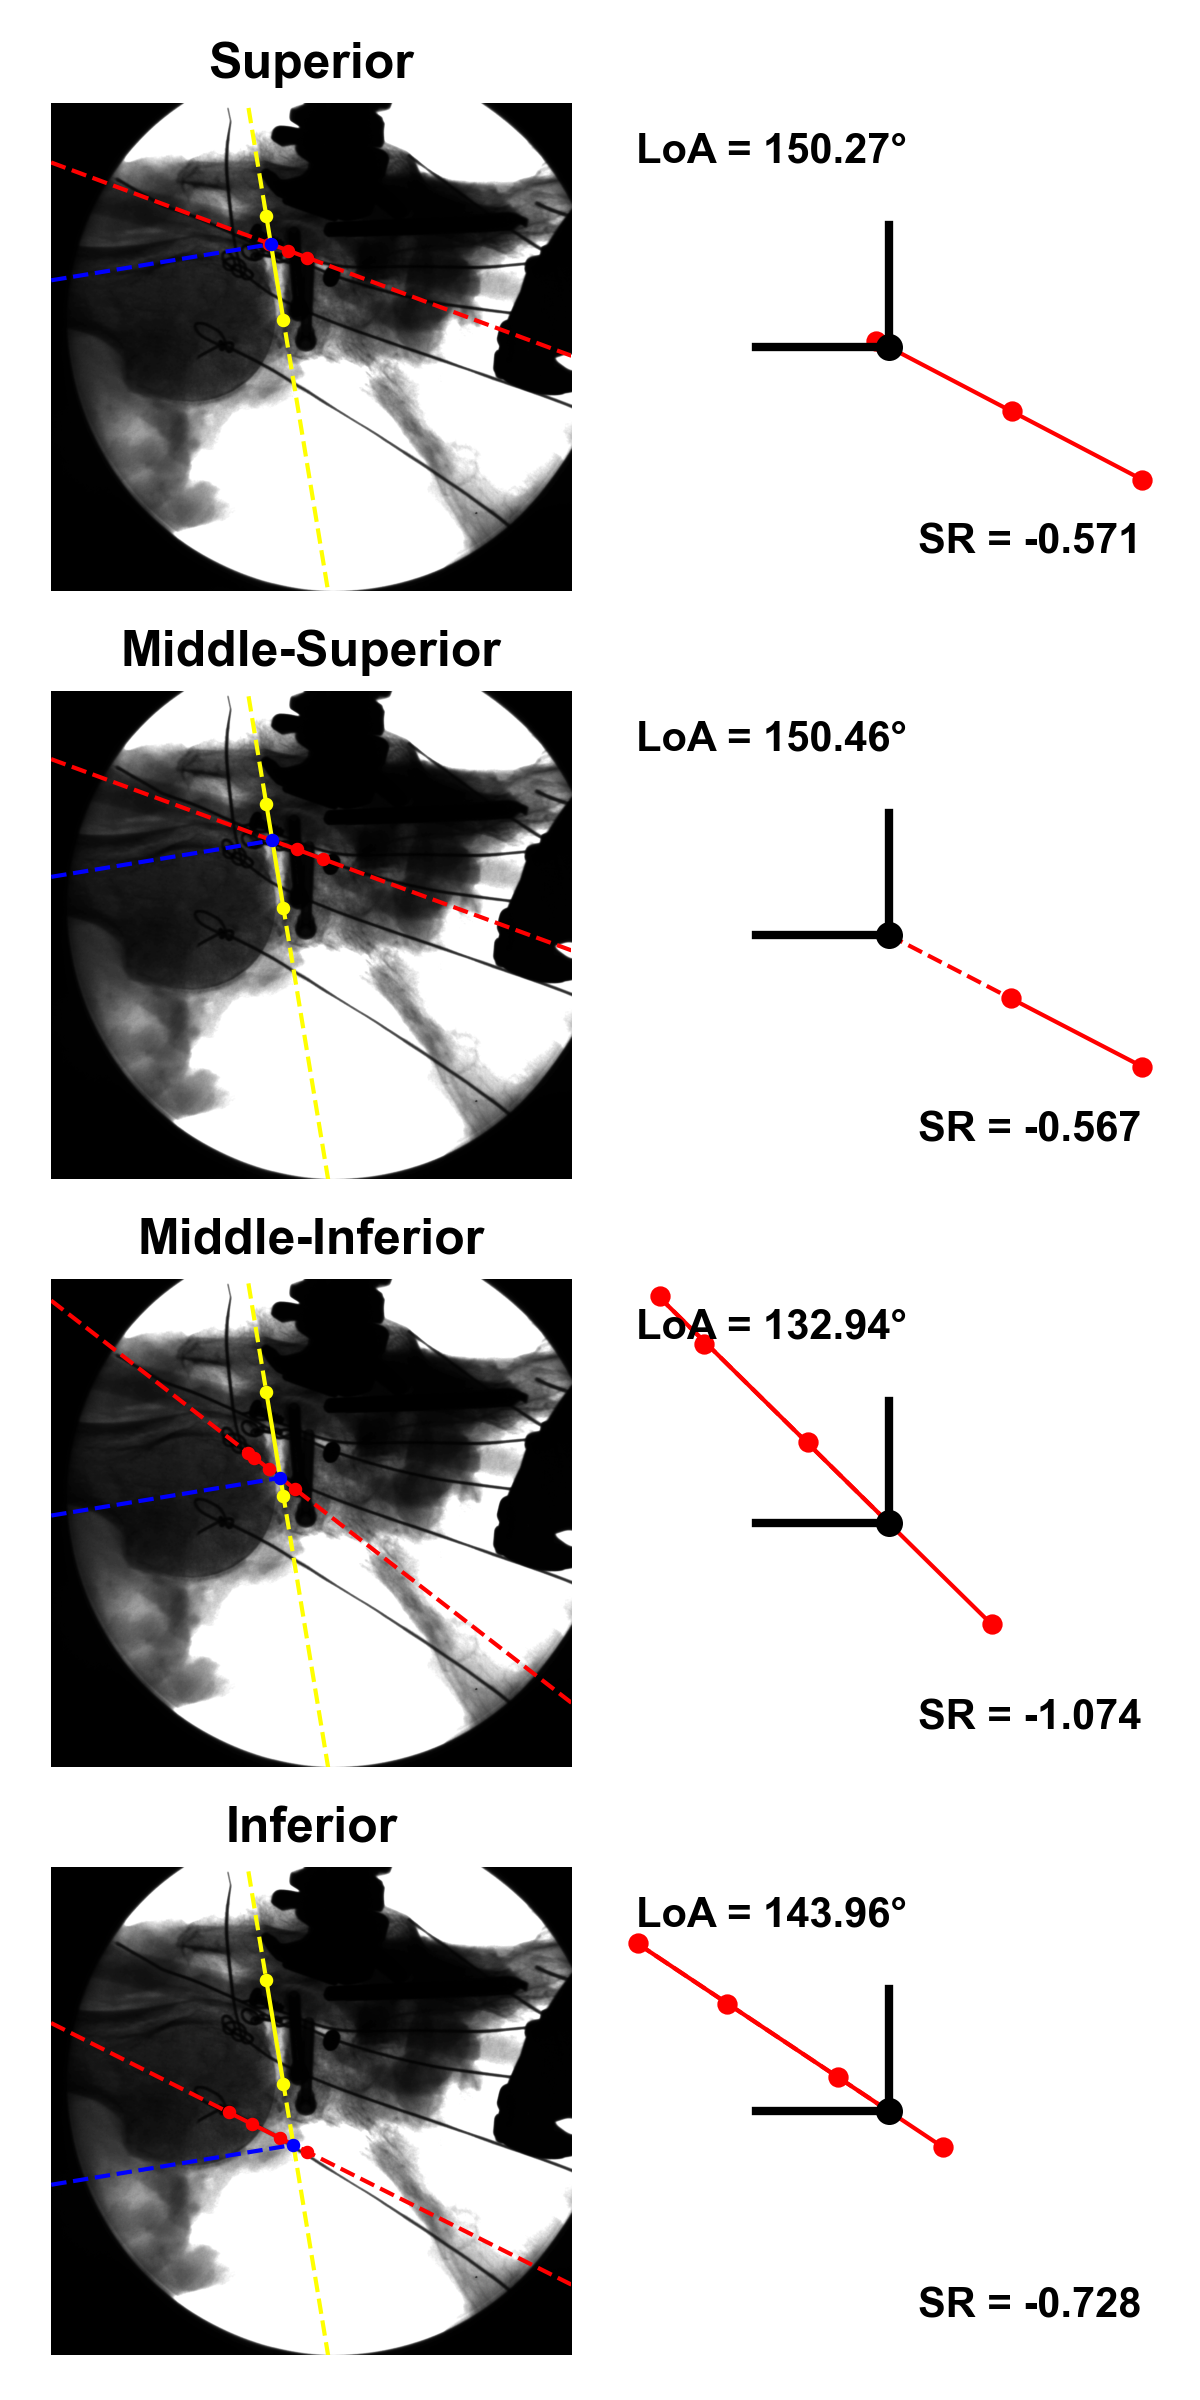 Superior
LoA = 150.27°
SR = -0.571
Middle-Superior
LoA = 150.46°
SR = -0.567
Middle-Inferior
LoA = 132.94°
SR = -1.074
Inferior
LoA = 143.96°
SR = -0.728